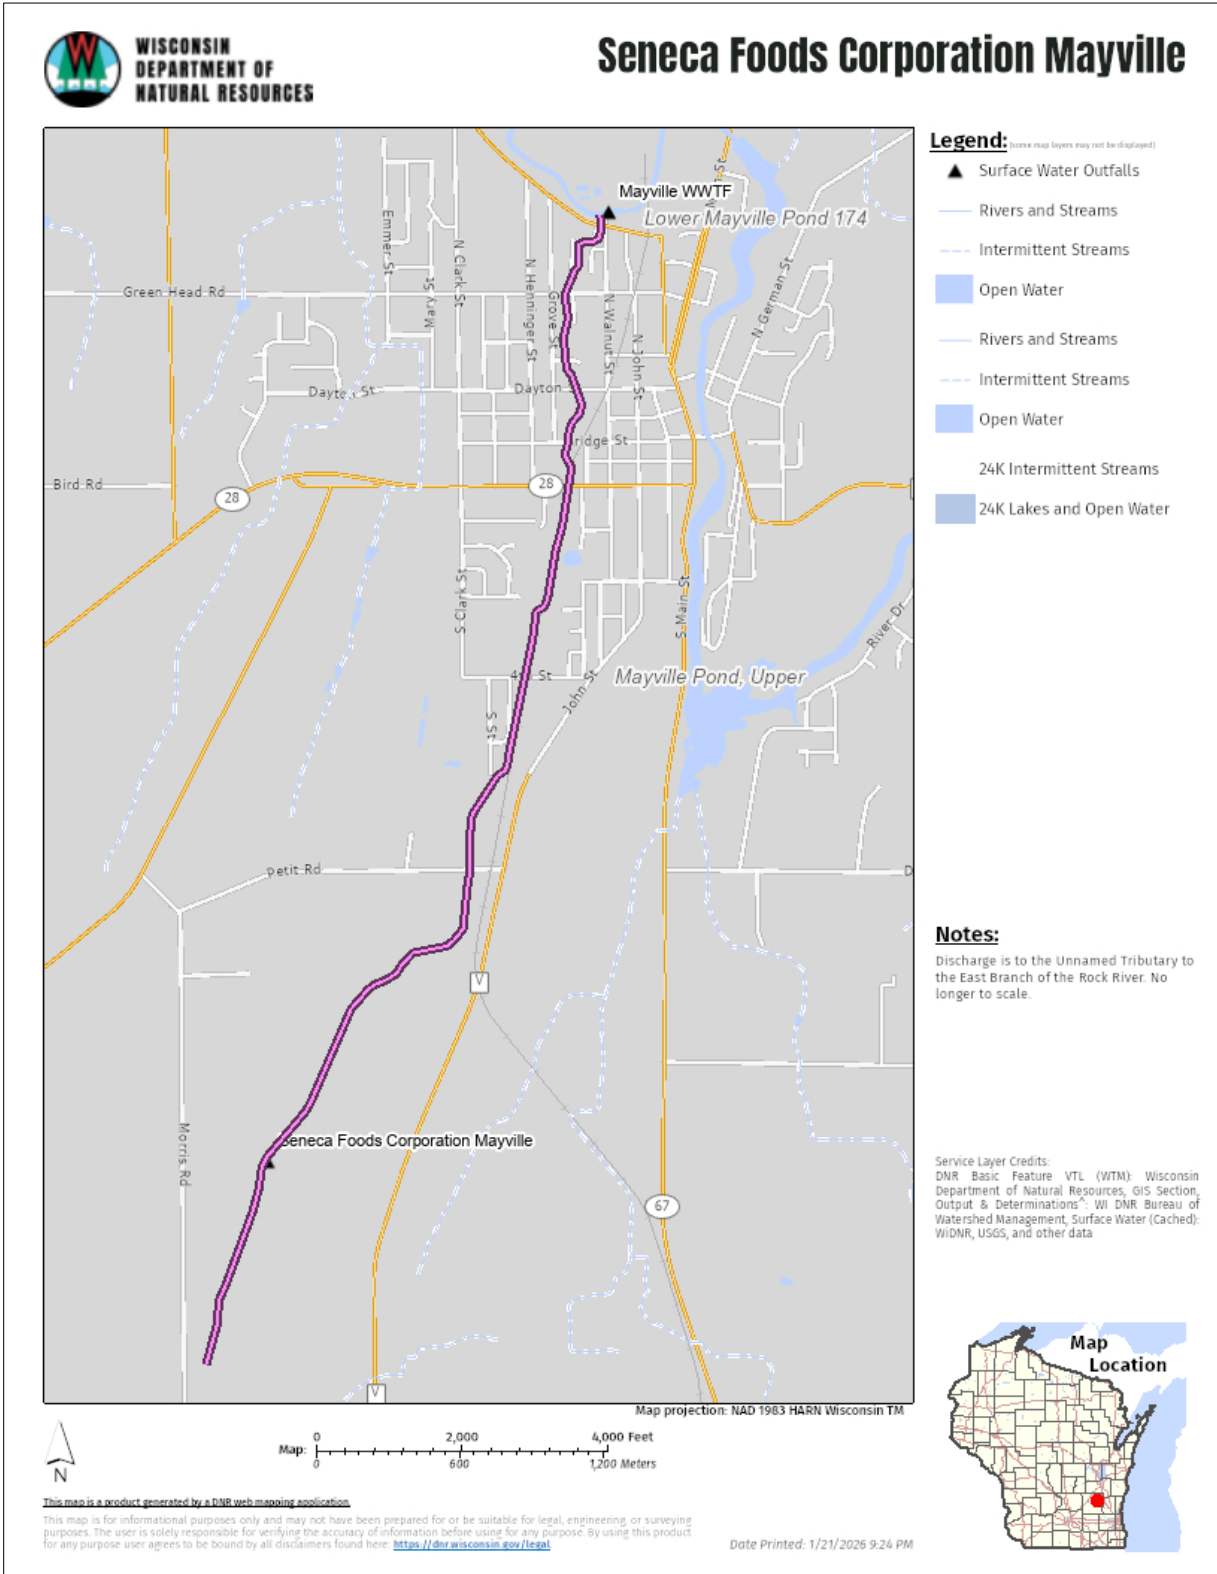 WISCONSIN
DEPARTMENT OF
NATURAL RESOURCES
Seneca Foods Corporation Mayville
Legend: (some map layers may not be displayed)
Surface Water Outfalls
Rivers and Streams
Intermittent Streams
Open Water
Rivers and Streams
Intermittent Streams
Open Water
24K Intermittent Streams
24K Lakes and Open Water
Mayville WWTF
Lower Mayville Pond 174
Emmer St
N Clark St
Mary St
Green Head Rd
N Henninger St
Grove St
N Walnut St
N John St
N German St
Dayton St
Dayton
ridge St
Bird Rd
28
28
S Clark St
S Main St
River Dr
4th St
John St
Mayville Pond, Upper
S St
Petit Rd
D
V
Morris Rd
Seneca Foods Corporation Mayville
67
V
Notes:
Discharge is to the Unnamed Tributary to
the East Branch of the Rock River. No
longer to scale.
Service Layer Credits:
DNR Basic Feature VTL (WTM): Wisconsin
Department of Natural Resources, GIS Section,
Output & Determinations^: WI DNR Bureau of
Watershed Management, Surface Water (Cached):
WiDNR, USGS, and other data
Map
Location
Map projection: NAD 1983 HARN Wisconsin TM
N
Map:
0 2,000 4,000 Feet
0 600 1,200 Meters
This map is a product generated by a DNR web mapping application.
This map is for informational purposes only and may not have been prepared for or be suitable for legal, engineering, or surveying
purposes. The user is solely responsible for verifying the accuracy of information before using for any purpose. By using this product
for any purpose user agrees to be bound by all disclaimers found here: https://dnr.wisconsin.gov/legal
Date Printed: 1/21/2026 9:24 PM